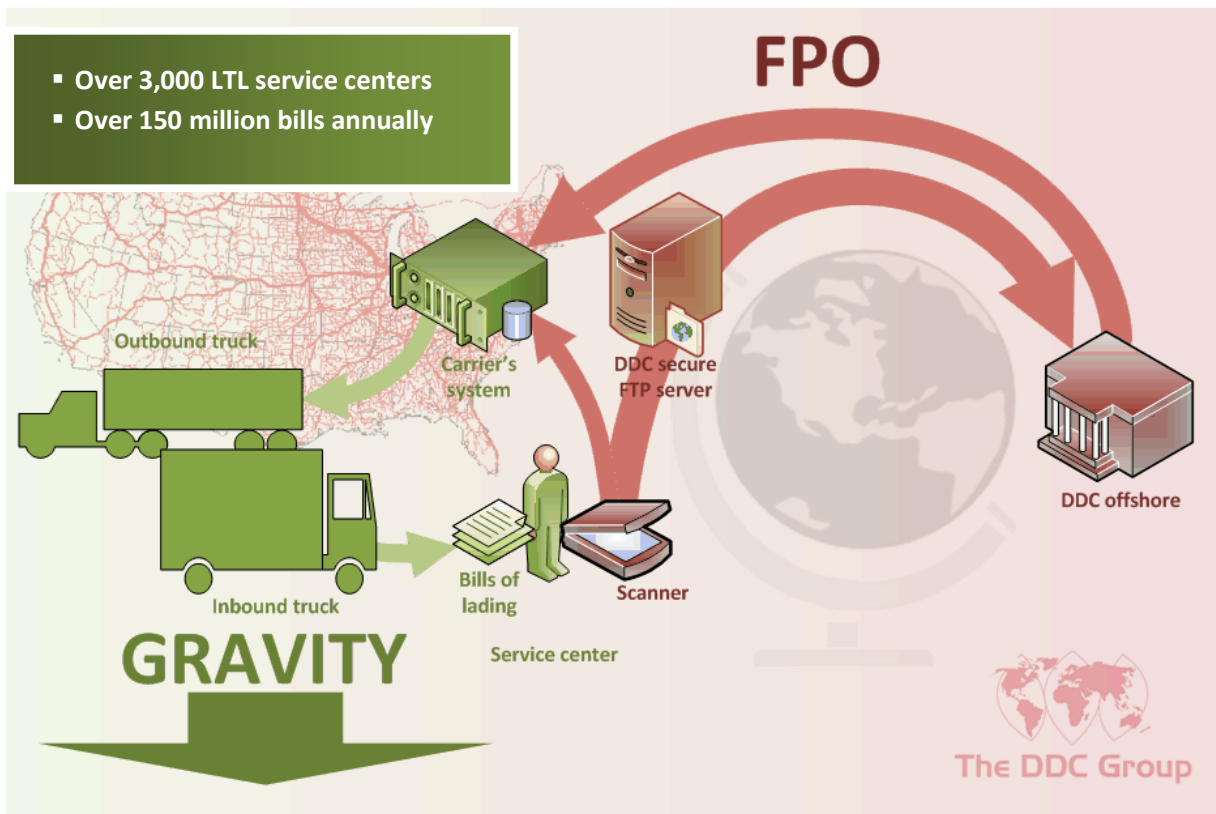 ▪ Over 3,000 LTL service centers
▪ Over 150 million bills annually
FPO
Outbound truck
Carrier's
system
DDC secure
FTP server
DDC offshore
Inbound truck
Bills of
lading
Scanner
Service center
GRAVITY
The DDC Group